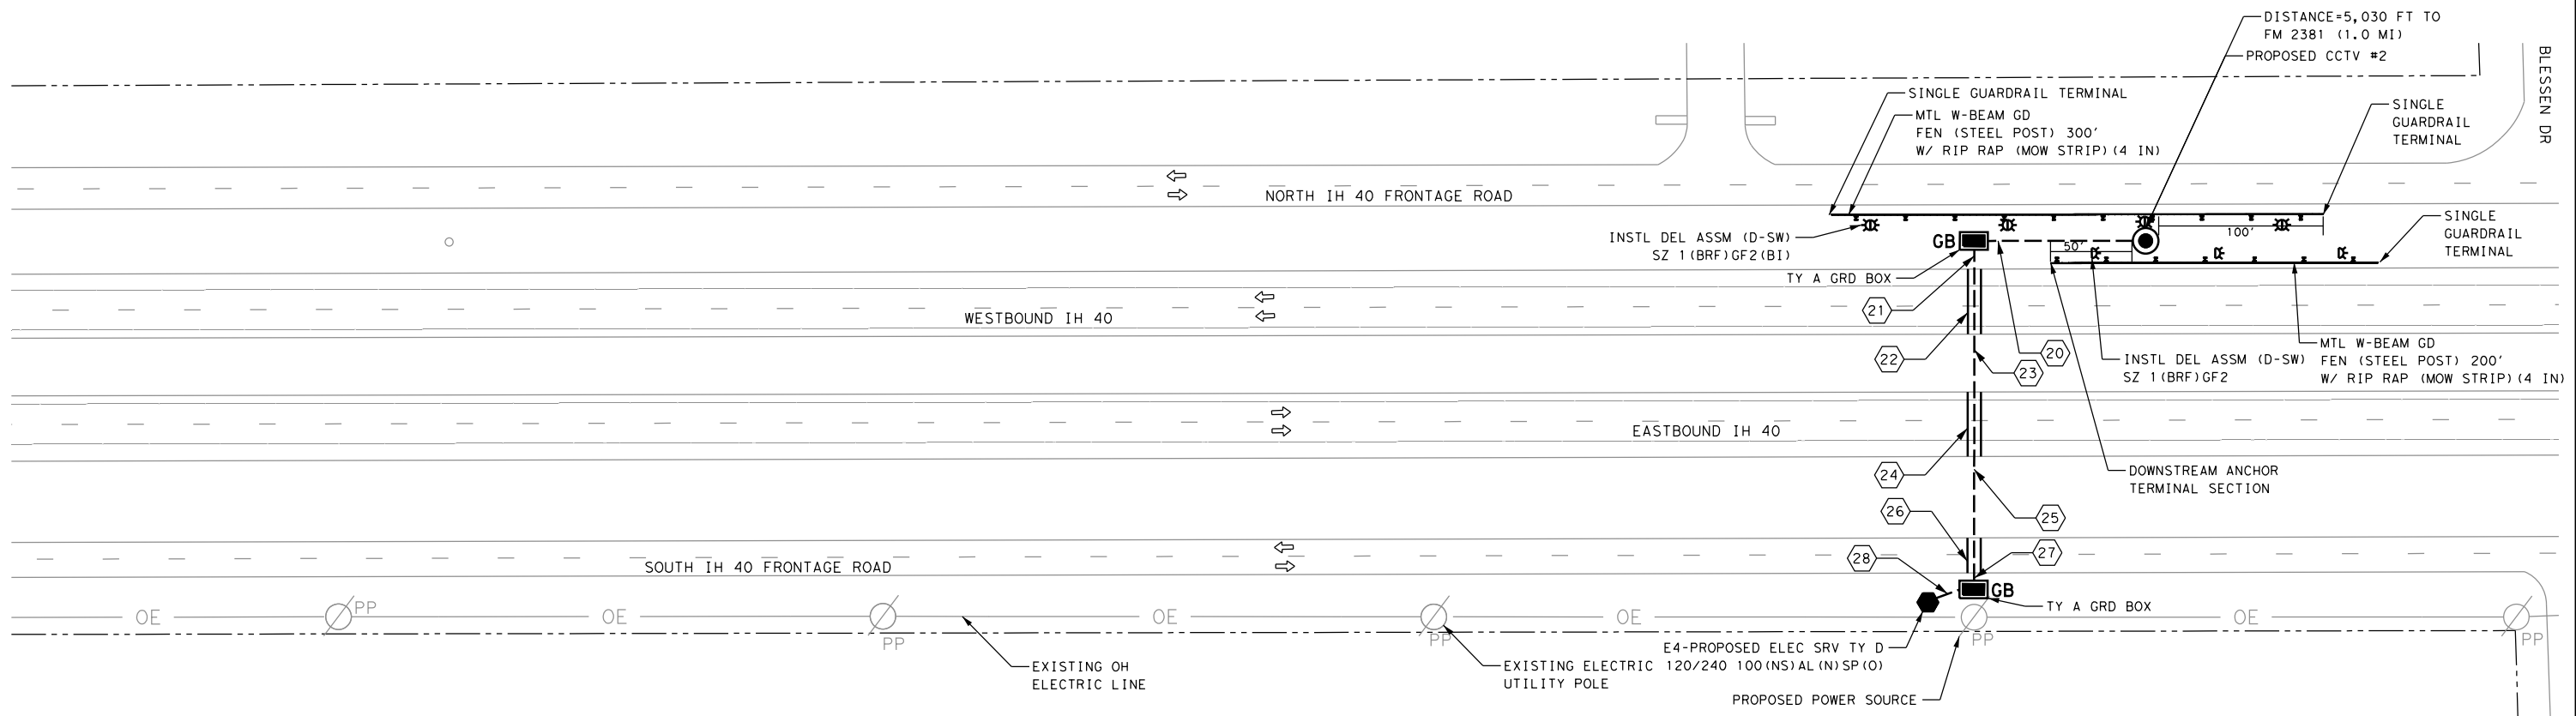 DISTANCE=5,030 FT TO
FM 2381 (1.0 MI)
PROPOSED CCTV #2
BLESSEN DR
SINGLE GUARDRAIL TERMINAL
MTL W-BEAM GD
FEN (STEEL POST) 300'
W/ RIP RAP (MOW STRIP)(4 IN)
SINGLE
GUARDRAIL
TERMINAL
NORTH IH 40 FRONTAGE ROAD
SINGLE
GUARDRAIL
TERMINAL
INSTL DEL ASSM (D-SW)
SZ 1(BRF)GF2(BI)
GB
50'
100'
TY A GRD BOX
21
WESTBOUND IH 40
22
20
23
INSTL DEL ASSM (D-SW)
SZ 1(BRF)GF2
MTL W-BEAM GD
FEN (STEEL POST) 200'
W/ RIP RAP (MOW STRIP)(4 IN)
EASTBOUND IH 40
24
DOWNSTREAM ANCHOR
TERMINAL SECTION
26
25
28
27
SOUTH IH 40 FRONTAGE ROAD
GB
TY A GRD BOX
OE
PP
OE
PP
OE
PP
OE
PP
OE
PP
E4-PROPOSED ELEC SRV TY D
120/240 100(NS)AL(N)SP(O)
EXISTING OH
ELECTRIC LINE
EXISTING ELECTRIC
UTILITY POLE
PROPOSED POWER SOURCE